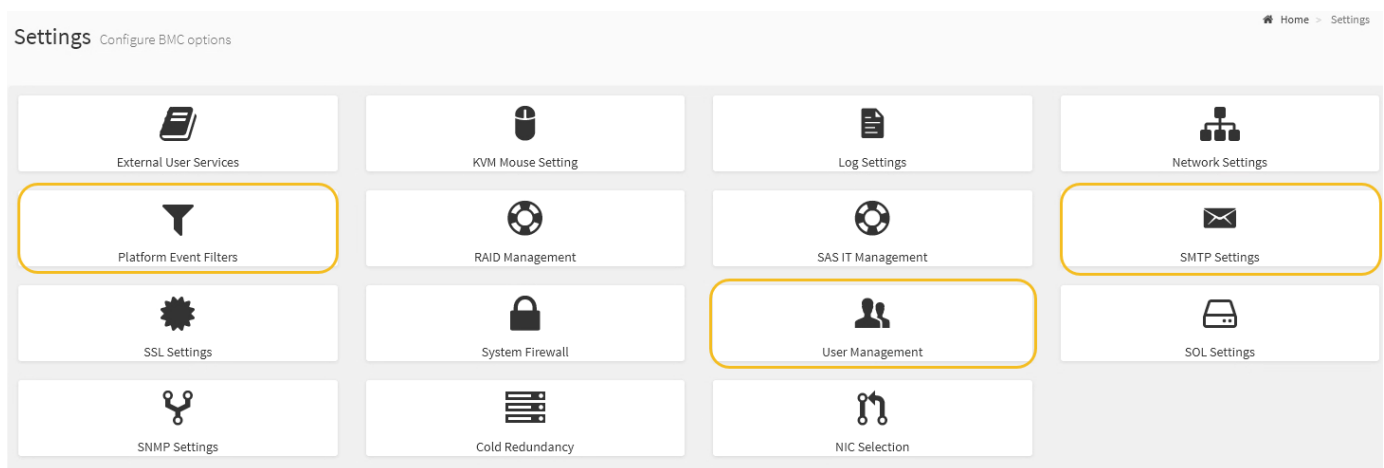 Home > Settings
Settings Configure BMC options
External User Services
KVM Mouse Setting
Log Settings
Network Settings
Platform Event Filters
RAID Management
SAS IT Management
SMTP Settings
SSL Settings
System Firewall
User Management
SOL Settings
SNMP Settings
Cold Redundancy
NIC Selection